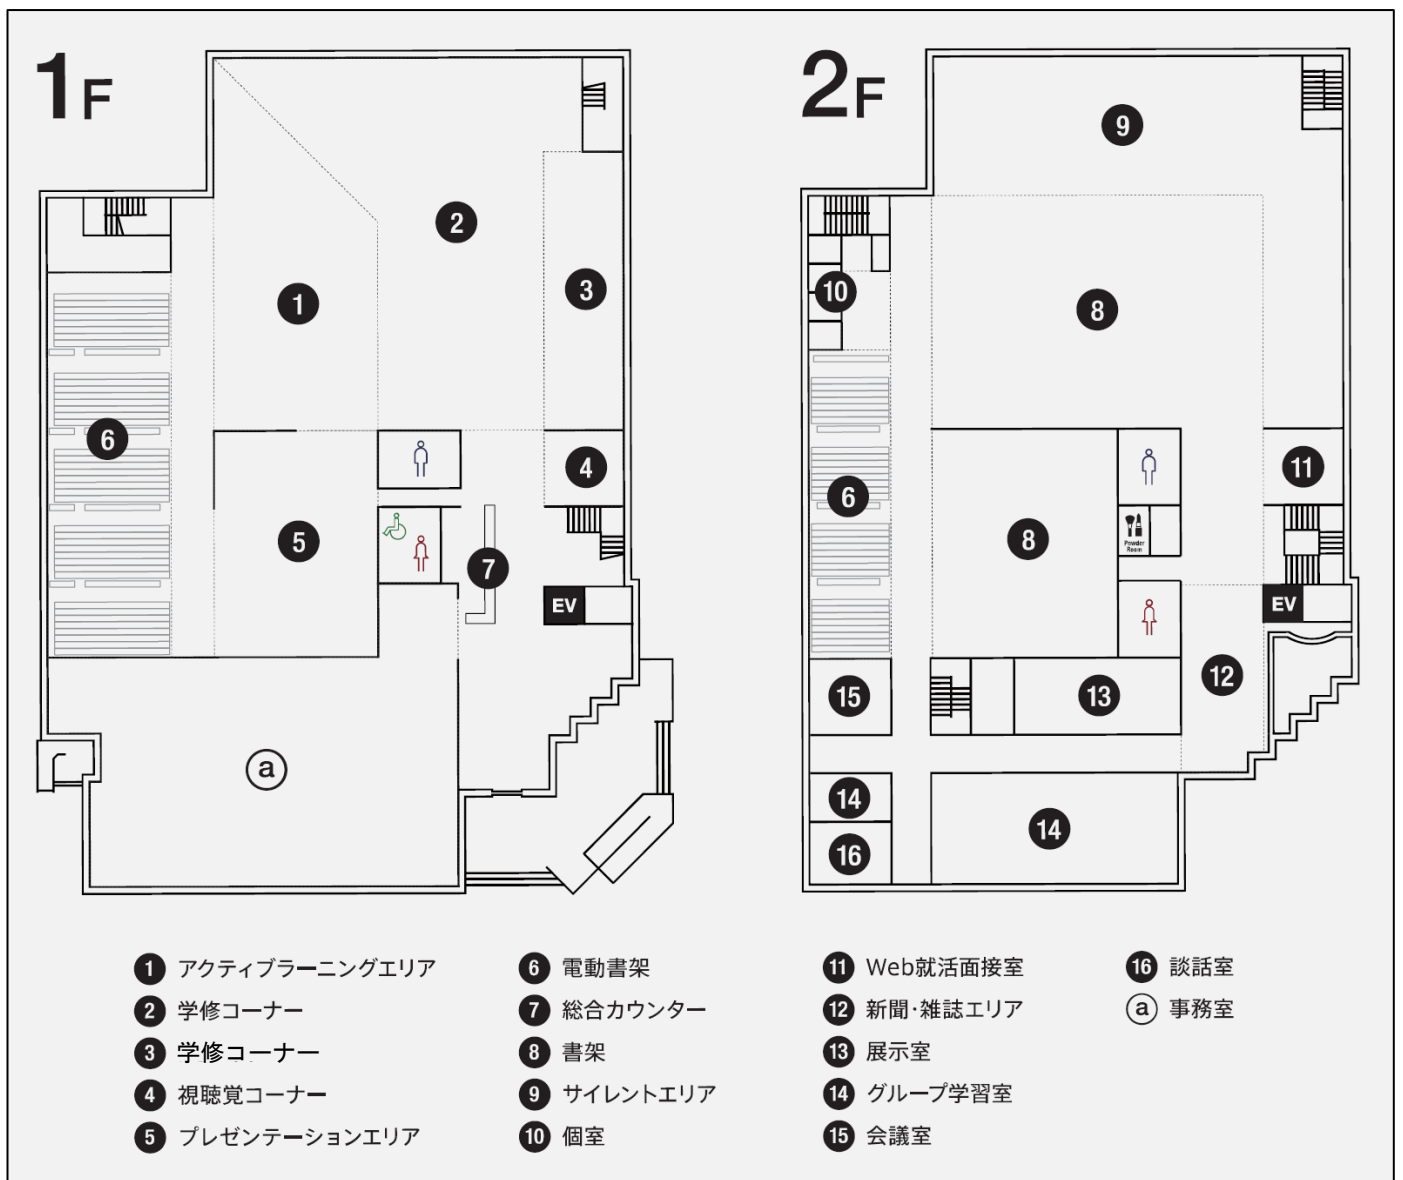 1F
2
1
3
6
4
5
7
EV
a
2F
9
10
8
11
6
8
Powder
Room
EV
12
15
13
14
14
16
1 アクティブラーニングエリア
2 学修コーナー
3 学修コーナー
4 視聴覚コーナー
5 プレゼンテーションエリア
6 電動書架
7 総合カウンター
8 書架
9 サイレントエリア
10 個室
11 Web就活面接室
12 新聞・雑誌エリア
13 展示室
14 グループ学習室
15 会議室
16 談話室
a 事務室